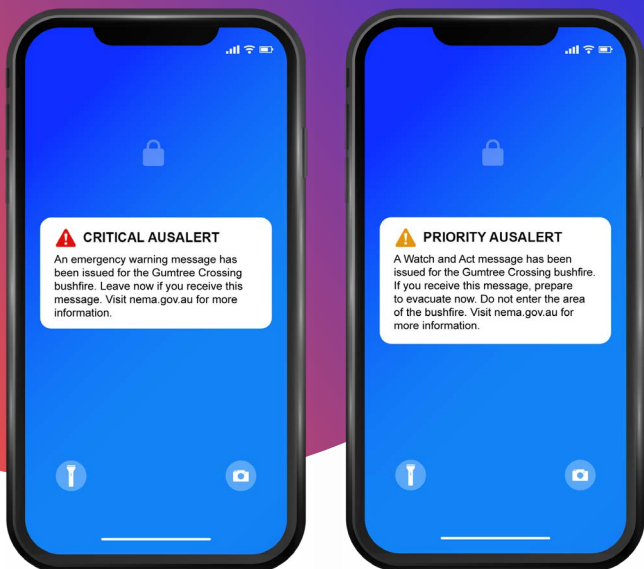 CRITICAL AUSALERT
An emergency warning message has
been issued for the Gumtree Crossing
bushfire. Leave now if you receive this
message. Visit nema.gov.au for more
information.
PRIORITY AUSALERT
A Watch and Act message has been
issued for the Gumtree Crossing bushfire.
If you receive this message, prepare
to evacuate now. Do not enter the area
of the bushfire. Visit nema.gov.au for
more information.